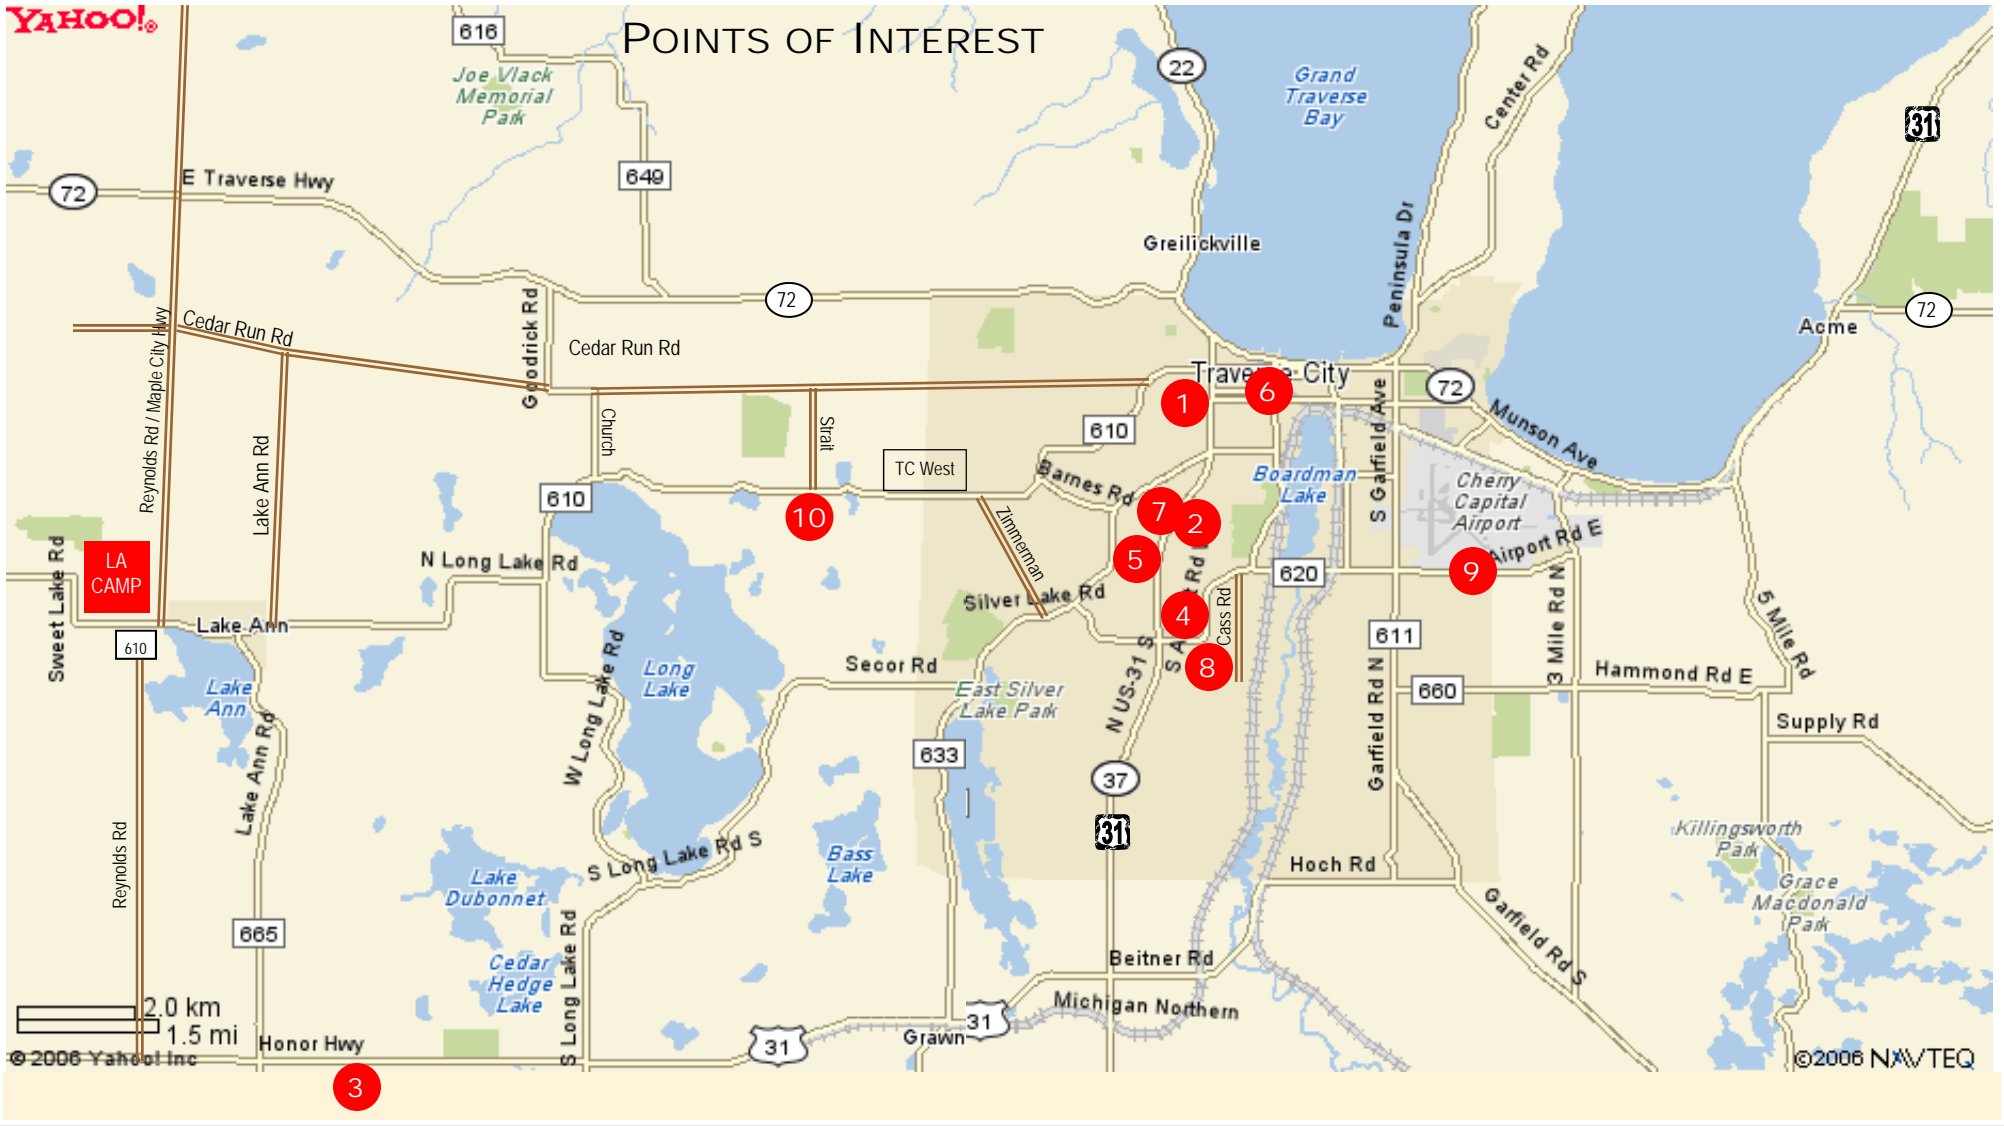 YAHOO!®
POINTS OF INTEREST
616
22
Joe Vlack
Memorial
Park
Grand
Traverse
Bay
Center Rd
31
72
E Traverse Hwy
649
Greilickville
Peninsula Dr
72
72
Acme
Goodrick Rd
Reynolds Rd / Maple City Hwy
Cedar Run Rd
Cedar Run Rd
Traverse City
1
6
72
S Garfield Ave
Munson Ave
Church
Strait
610
Lake Ann Rd
TC West
Barnes Rd
Boardman
Lake
Cherry
Capital
Airport
610
10
Zimmerman
7
2
LA
CAMP
Sweet Lake Rd
N Long Lake Rd
5
620
9
Airport Rd E
Silver Lake Rd
Cass Rd
4
3 Mile Rd N
5 Mile Rd
Lake Ann
610
611
Secor Rd
8
N US-31 S
Hammond Rd E
Lake
Ann
Long
Lake
W Long Lake Rd
East Silver
Lake Park
660
Garfield Rd N
Supply Rd
Lake Ann Rd
633
37
31
Reynolds Rd
S Long Lake Rd S
Bass
Lake
Hoch Rd
Killingsworth
Park
Lake
Dubonnet
Grace
Macdonald
Park
Garfield Rd S
665
S Long Lake Rd
Cedar
Hedge
Lake
Beitner Rd
Michigan Northern
2.0 km
1.5 mi
Honor Hwy
31
31
Grawn
© 2006 Yahoo! Inc
©2006 NAVTEQ
3